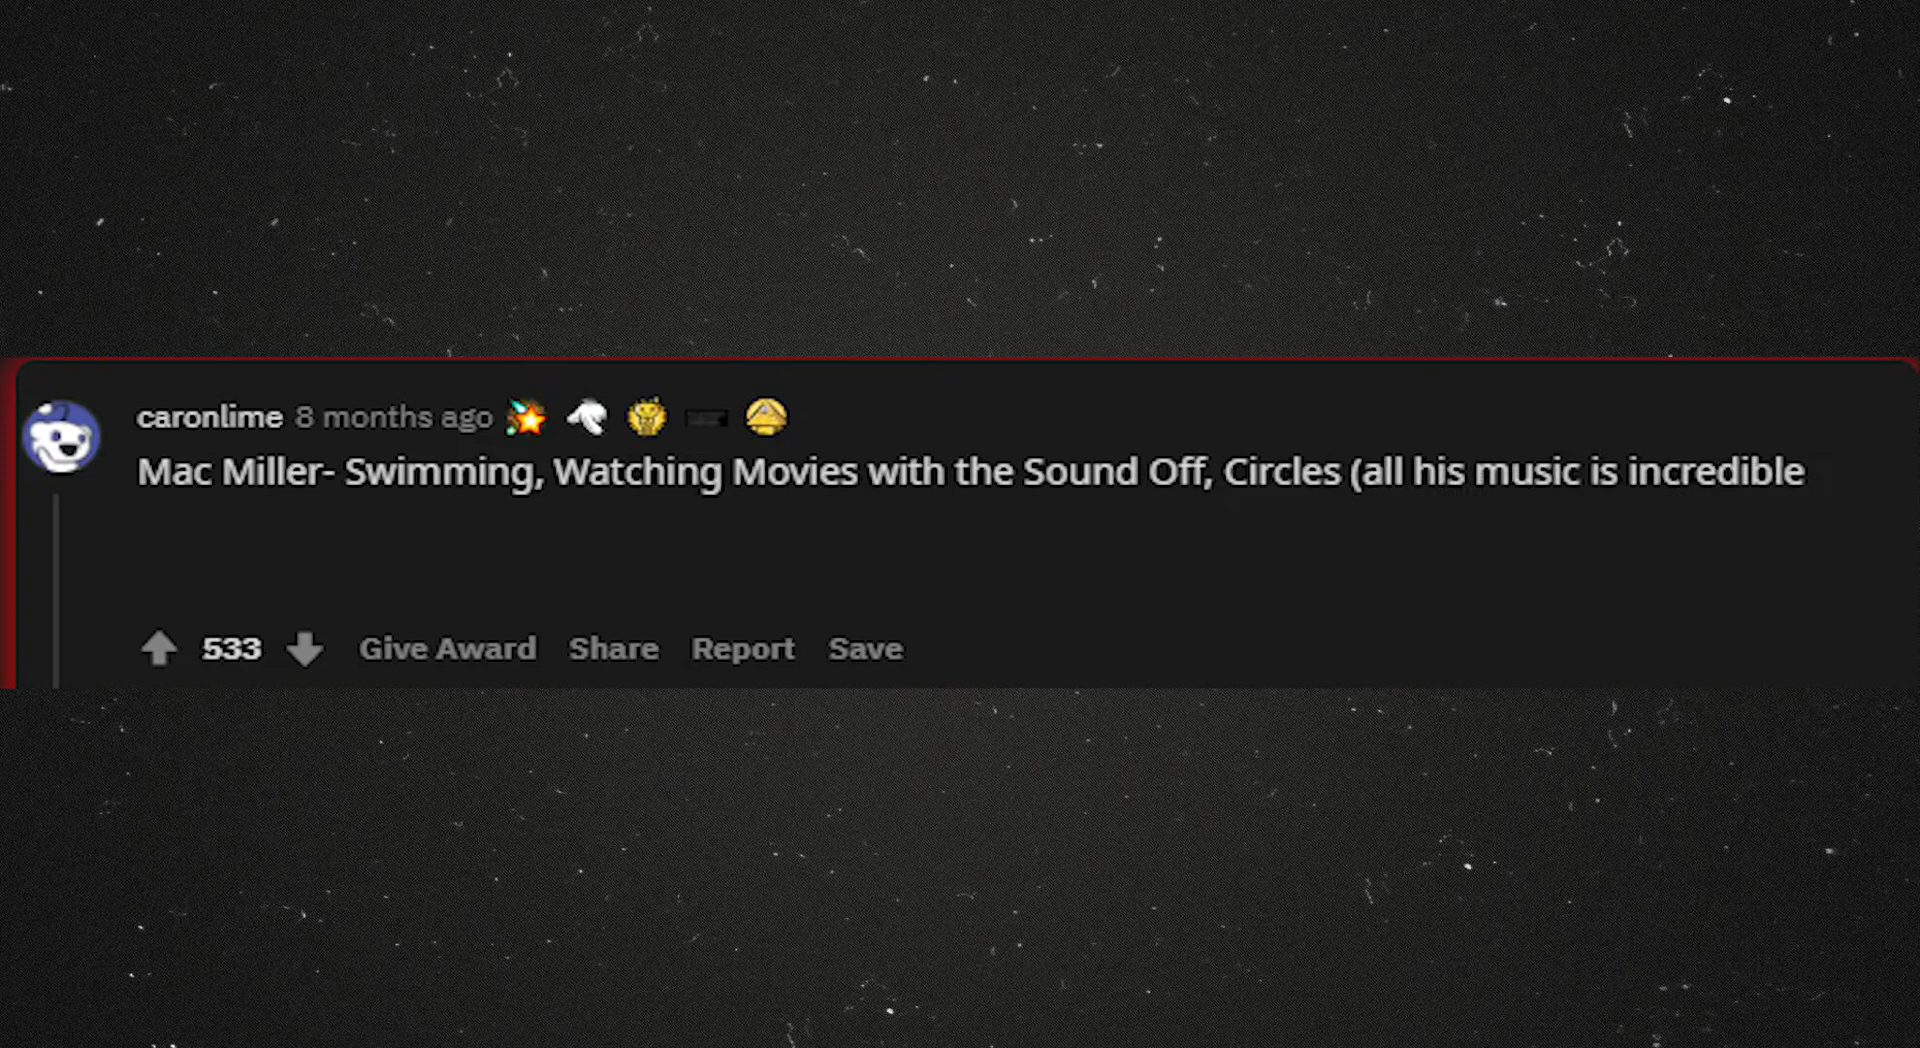 caronlime 8 months ago
Mac Miller- Swimming, Watching Movies with the Sound Off, Circles (all his music is incredible
533 Give Award Share Report Save